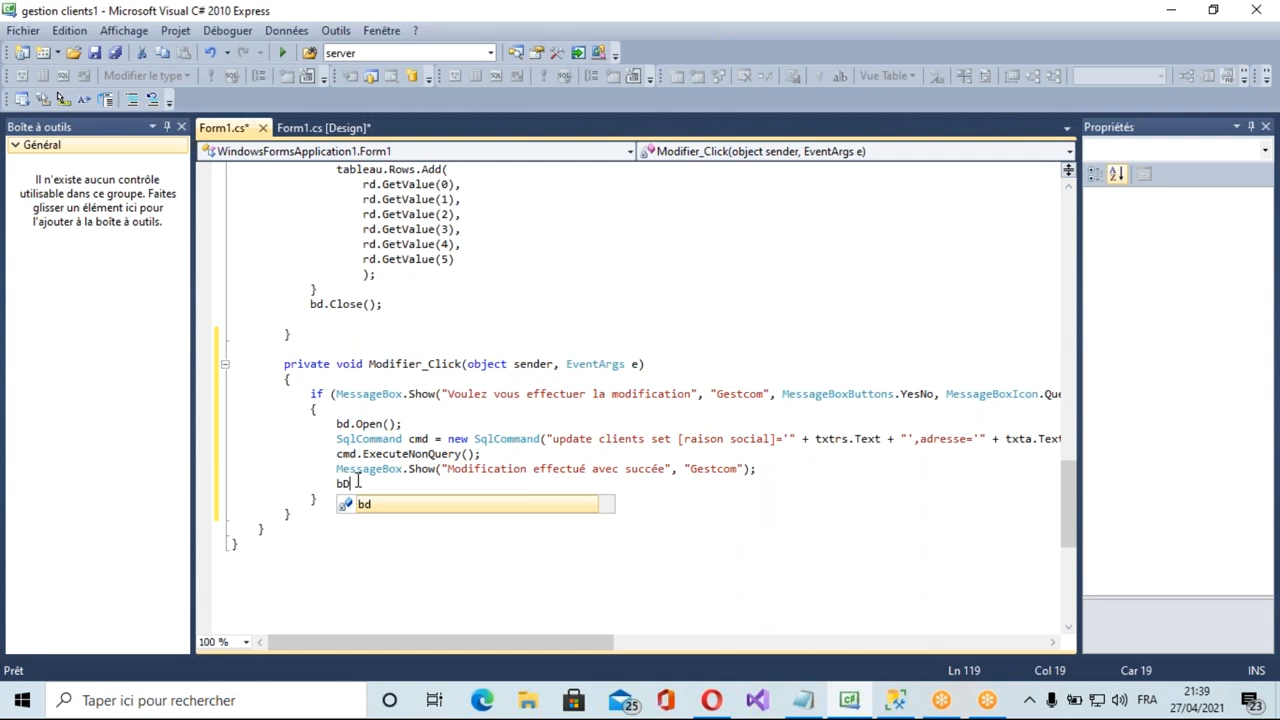 gestion clients1 - Microsoft Visual C# 2010 Express
Fichier Edition Affichage Projet Déboguer Données Outils Fenêtre ?
server
Modifier le type
ab Vue Table
Boîte à outils
Form1.cs* Form1.cs [Design]*
Propriétés
Général
WindowsFormsApplication1.Form1 Modifier_Click(object sender, EventArgs e)
Il n'existe aucun contrôle
utilisable dans ce groupe. Faites
glisser un élément ici pour
l'ajouter à la boîte à outils.
tableau.Rows.Add(
rd.GetValue(0),
rd.GetValue(1),
rd.GetValue(2),
rd.GetValue(3),
rd.GetValue(4),
rd.GetValue(5)
);
}
bd.Close();
}
private void Modifier_Click(object sender, EventArgs e)
{
if (MessageBox.Show("Voulez vous effectuer la modification", "Gestcom", MessageBoxButtons.YesNo, MessageBoxIcon.Que
{
bd.Open();
SqlCommand cmd = new SqlCommand("update clients set [raison social]='" + txtrs.Text + "',adresse='" + txta.Text
cmd.ExecuteNonQuery();
MessageBox.Show("Modification effectué avec succée", "Gestcom");
bD
bd
}
}
}
}
100 %
Prêt Ln 119 Col 19 Car 19 INS
Taper ici pour rechercher
25
FRA
21:39
27/04/2021
23